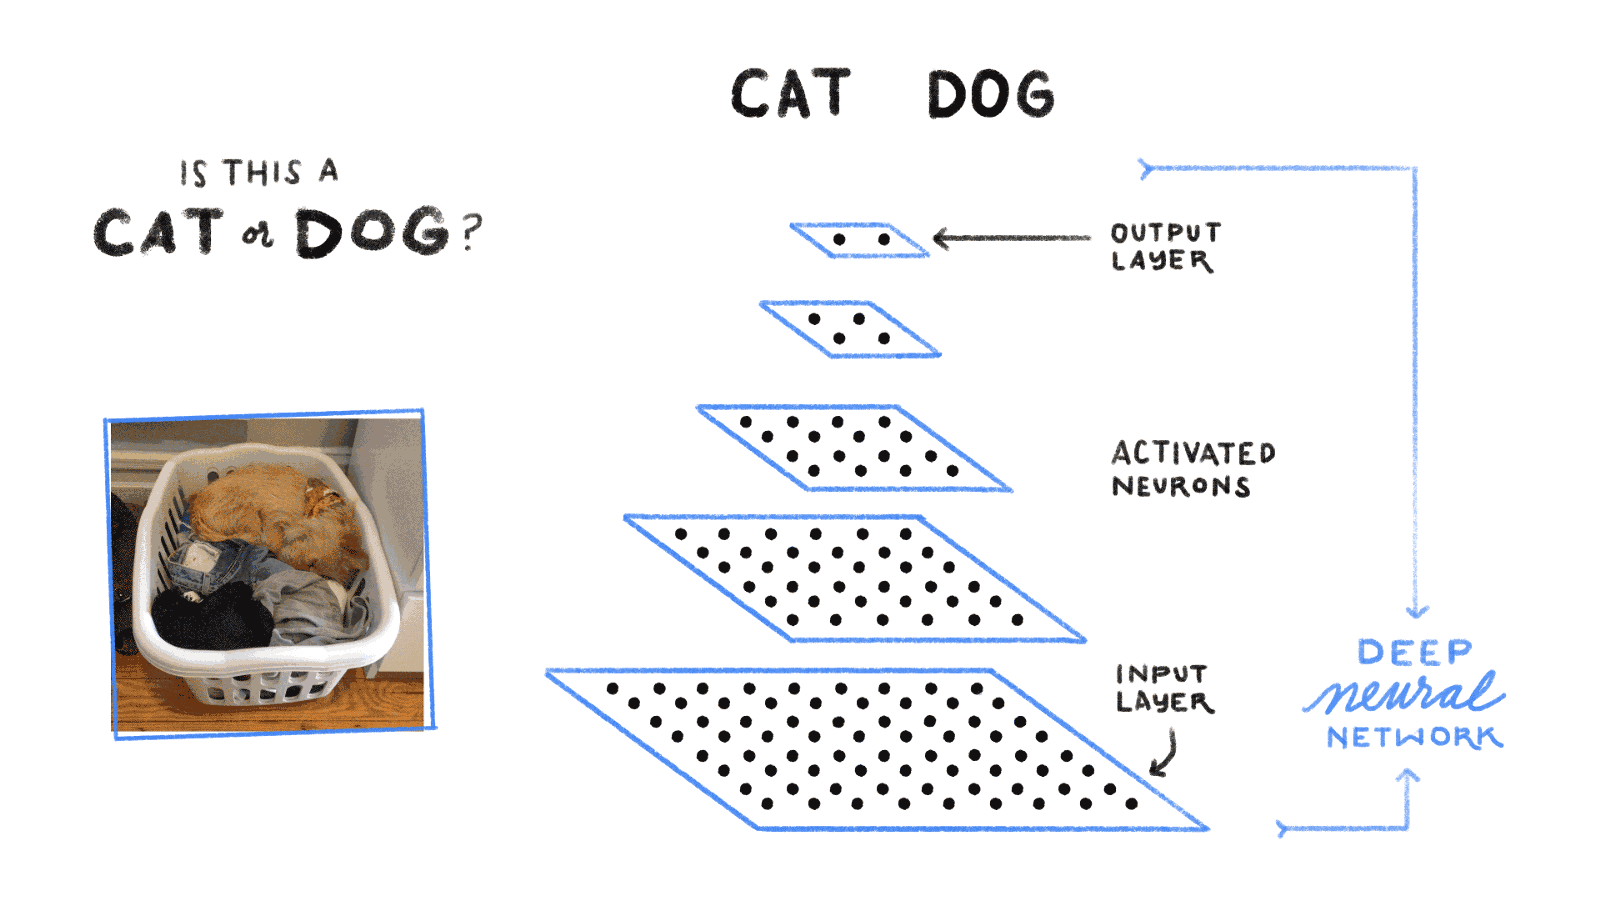 CAT DOG
IS THIS A
CAT or DOG?
OUTPUT
LAYER
ACTIVATED
NEURONS
INPUT
LAYER
DEEP
neural
NETWORK